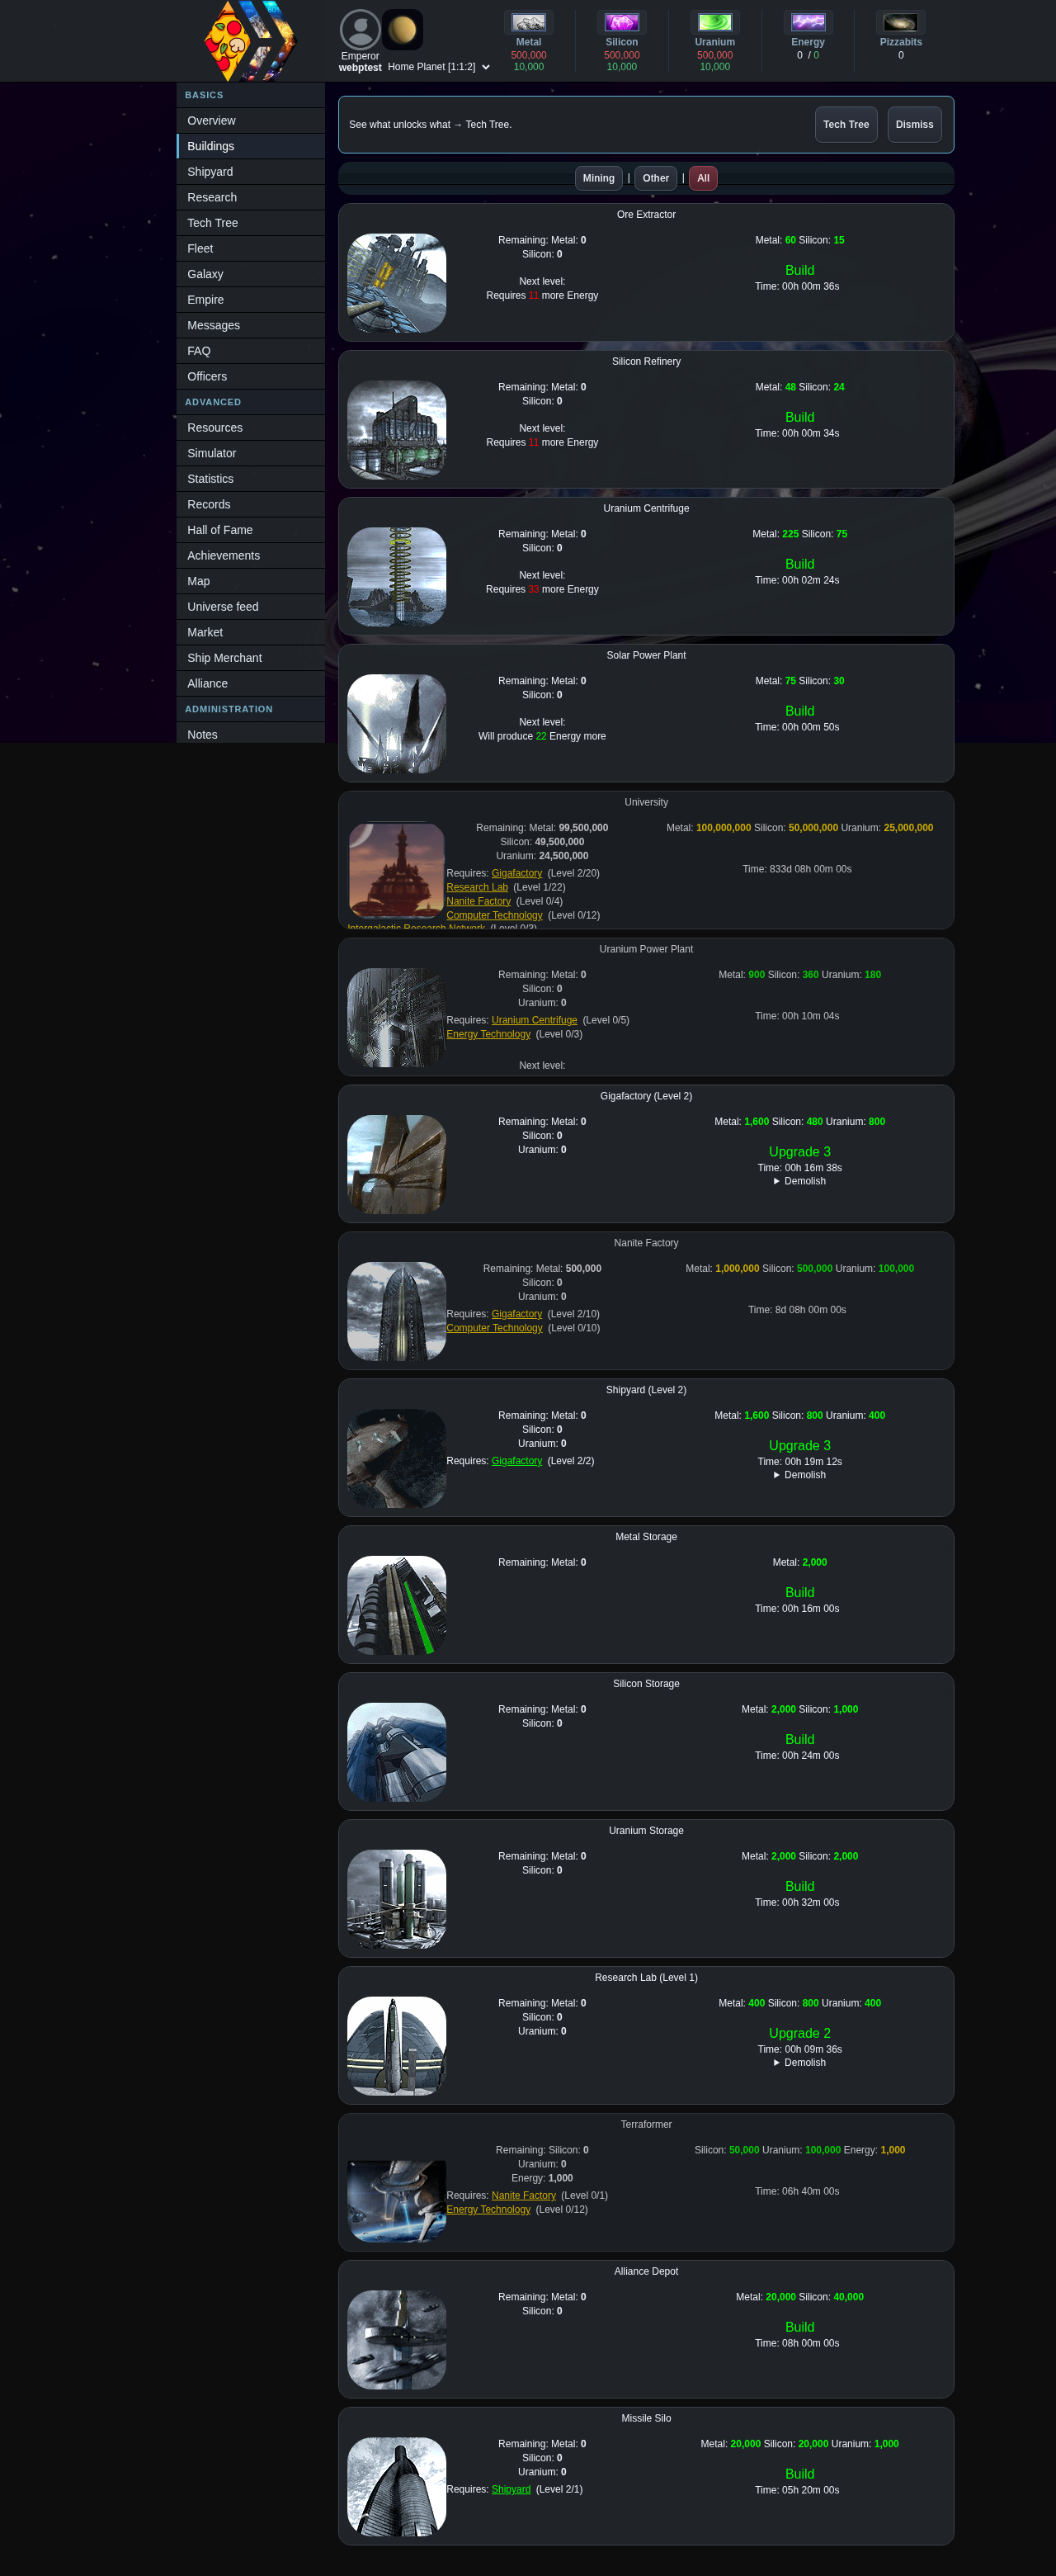 Emperor
webptest
Home Planet [1:1:2]
Metal
500,000
10,000
Silicon
500,000
10,000
Uranium
500,000
10,000
Energy
0 / 0
Pizzabits
0
BASICS
Overview
Buildings
Shipyard
Research
Tech Tree
Fleet
Galaxy
Empire
Messages
FAQ
Officers
ADVANCED
Resources
Simulator
Statistics
Records
Hall of Fame
Achievements
Map
Universe feed
Market
Ship Merchant
Alliance
ADMINISTRATION
Notes
See what unlocks what → Tech Tree.
Tech Tree
Dismiss
Mining | Other | All
Ore Extractor
Remaining: Metal: 0
Silicon: 0
Next level:
Requires 11 more Energy
Metal: 60 Silicon: 15
Build
Time: 00h 00m 36s
Silicon Refinery
Remaining: Metal: 0
Silicon: 0
Next level:
Requires 11 more Energy
Metal: 48 Silicon: 24
Build
Time: 00h 00m 34s
Uranium Centrifuge
Remaining: Metal: 0
Silicon: 0
Next level:
Requires 33 more Energy
Metal: 225 Silicon: 75
Build
Time: 00h 02m 24s
Solar Power Plant
Remaining: Metal: 0
Silicon: 0
Next level:
Will produce 22 Energy more
Metal: 75 Silicon: 30
Build
Time: 00h 00m 50s
University
Remaining: Metal: 99,500,000
Silicon: 49,500,000
Uranium: 24,500,000
Requires: Gigafactory (Level 2/20)
Research Lab (Level 1/22)
Nanite Factory (Level 0/4)
Computer Technology (Level 0/12)
Intergalactic Research Network (Level 0/3)
Metal: 100,000,000 Silicon: 50,000,000 Uranium: 25,000,000
Time: 833d 08h 00m 00s
Uranium Power Plant
Remaining: Metal: 0
Silicon: 0
Uranium: 0
Requires: Uranium Centrifuge (Level 0/5)
Energy Technology (Level 0/3)
Next level:
Metal: 900 Silicon: 360 Uranium: 180
Time: 00h 10m 04s
Gigafactory (Level 2)
Remaining: Metal: 0
Silicon: 0
Uranium: 0
Metal: 1,600 Silicon: 480 Uranium: 800
Upgrade 3
Time: 00h 16m 38s
▶ Demolish
Nanite Factory
Remaining: Metal: 500,000
Silicon: 0
Uranium: 0
Requires: Gigafactory (Level 2/10)
Computer Technology (Level 0/10)
Metal: 1,000,000 Silicon: 500,000 Uranium: 100,000
Time: 8d 08h 00m 00s
Shipyard (Level 2)
Remaining: Metal: 0
Silicon: 0
Uranium: 0
Requires: Gigafactory (Level 2/2)
Metal: 1,600 Silicon: 800 Uranium: 400
Upgrade 3
Time: 00h 19m 12s
▶ Demolish
Metal Storage
Remaining: Metal: 0
Metal: 2,000
Build
Time: 00h 16m 00s
Silicon Storage
Remaining: Metal: 0
Silicon: 0
Metal: 2,000 Silicon: 1,000
Build
Time: 00h 24m 00s
Uranium Storage
Remaining: Metal: 0
Silicon: 0
Metal: 2,000 Silicon: 2,000
Build
Time: 00h 32m 00s
Research Lab (Level 1)
Remaining: Metal: 0
Silicon: 0
Uranium: 0
Metal: 400 Silicon: 800 Uranium: 400
Upgrade 2
Time: 00h 09m 36s
▶ Demolish
Terraformer
Remaining: Silicon: 0
Uranium: 0
Energy: 1,000
Requires: Nanite Factory (Level 0/1)
Energy Technology (Level 0/12)
Silicon: 50,000 Uranium: 100,000 Energy: 1,000
Time: 06h 40m 00s
Alliance Depot
Remaining: Metal: 0
Silicon: 0
Metal: 20,000 Silicon: 40,000
Build
Time: 08h 00m 00s
Missile Silo
Remaining: Metal: 0
Silicon: 0
Uranium: 0
Requires: Shipyard (Level 2/1)
Metal: 20,000 Silicon: 20,000 Uranium: 1,000
Build
Time: 05h 20m 00s